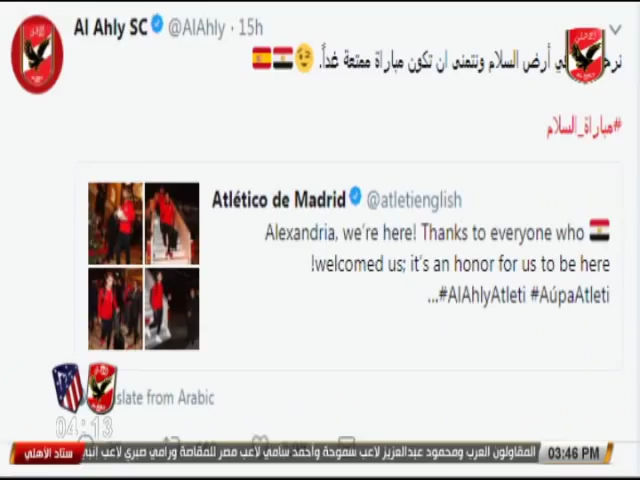 Al Ahly SC @AlAhly · 15h
أرض السلام ونتمنى ان تكون مباراة ممتعة غداً.
#مباراة_السلام
Atlético de Madrid @atletienglish
Alexandria, we're here! Thanks to everyone who
!welcomed us; it's an honor for us to be here
...#AlAhlyAtleti #AúpaAtleti
slate from Arabic
04:13
ستاد الأهلي
المقاولون العرب ومحمود عبدالعزيز لاعب سموحة وأحمد سامي لاعب مصر للمقاصة ورامي صبري لاعب إنبي
03:46 PM